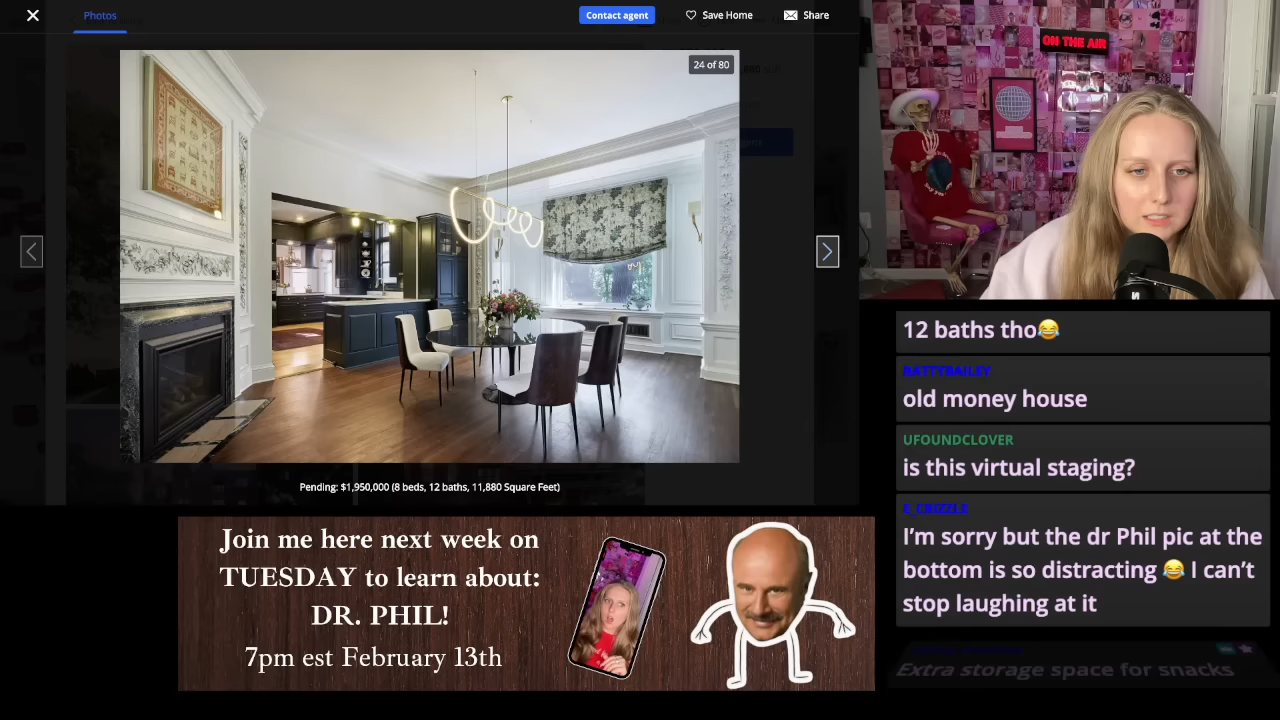 Photos
Contact agent
Save Home
Share
24 of 80
ON THE AIR
Pending: $1,950,000 (8 beds, 12 baths, 11,880 Square Feet)
12 baths tho😂
BATTYBAILEY
old money house
UFOUNDCLOVER
is this virtual staging?
E_CRIZZLE
I'm sorry but the dr Phil pic at the
bottom is so distracting 😂 I can't
stop laughing at it
Extra storage space for snacks
Join me here next week on
TUESDAY to learn about:
DR. PHIL!
7pm est February 13th